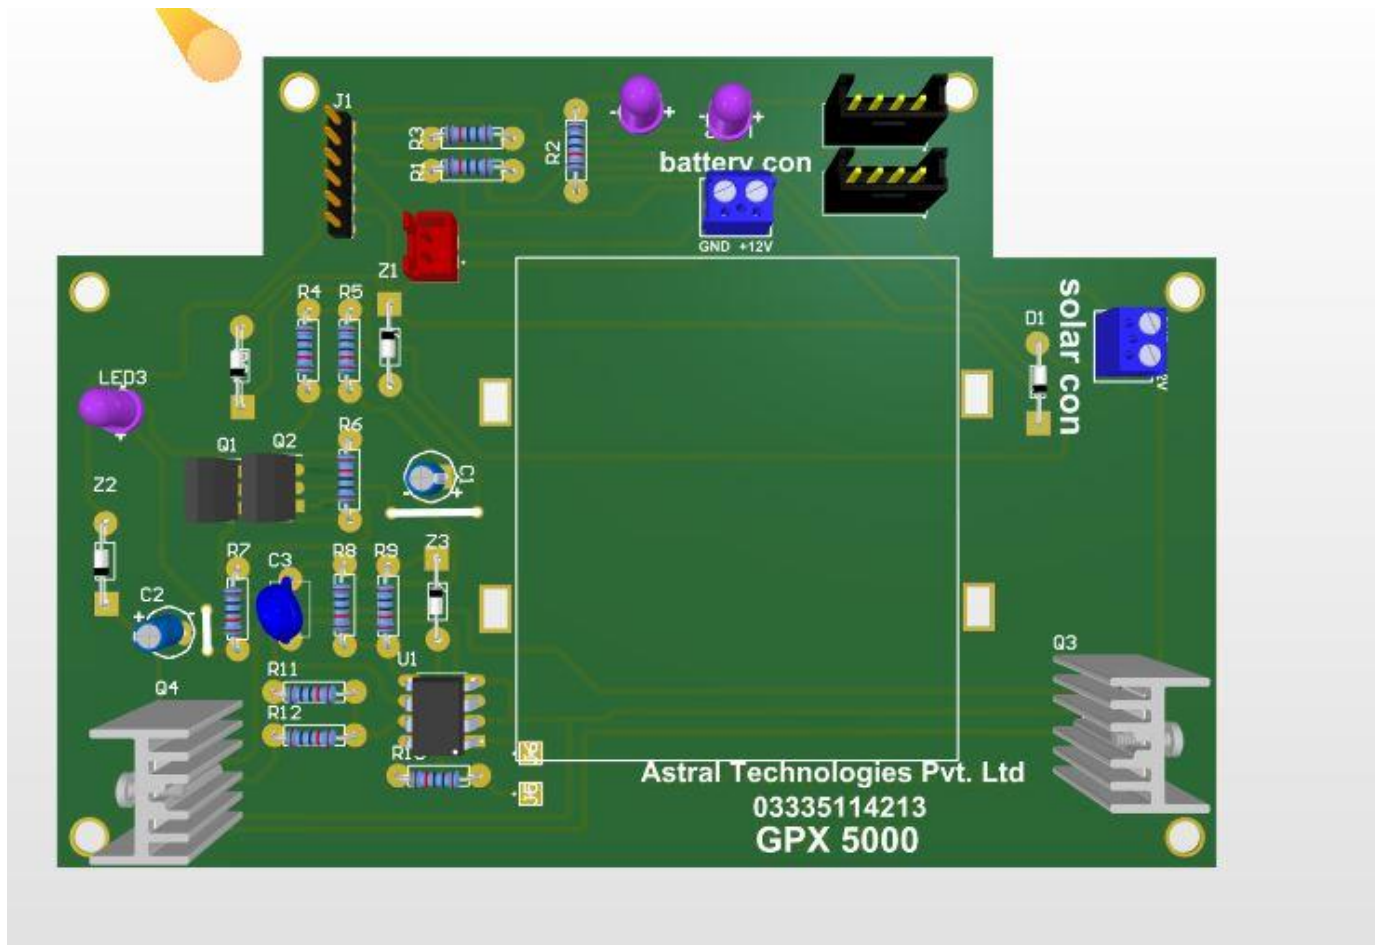 J1
R3
R1
R2
battery con
GND +12V
Z1
R4
R5
D1
solar con
LED3
Q1
Q2
R6
C1
Z2
R7
C3
R8
R9
Z3
C2
U1
R11
Q4
R12
Q3
Astral Technologies Pvt. Ltd
03335114213
GPX 5000